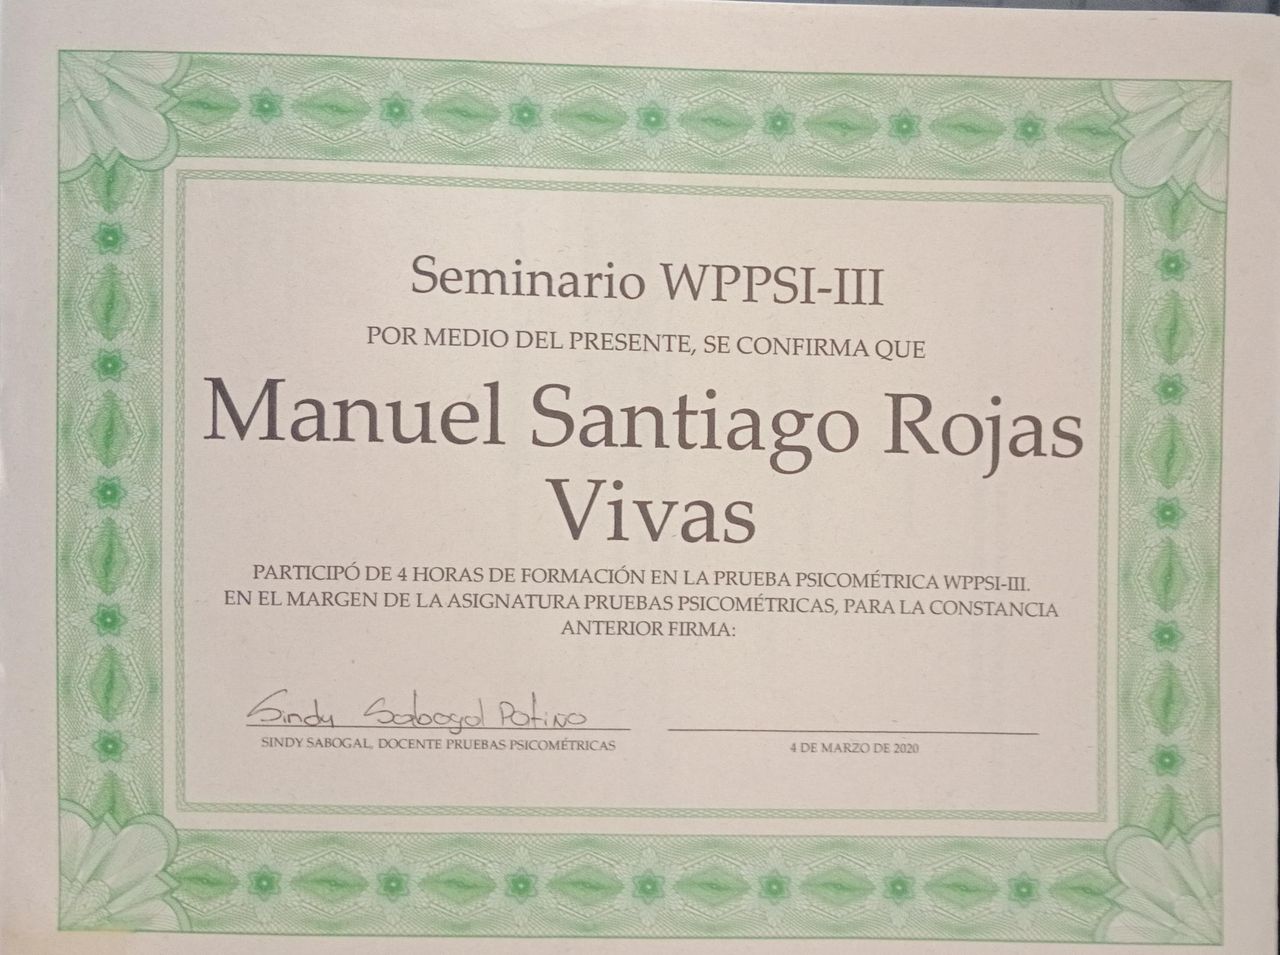 Seminario WPPSI-III
POR MEDIO DEL PRESENTE, SE CONFIRMA QUE
Manuel Santiago Rojas
Vivas
PARTICIPÓ DE 4 HORAS DE FORMACIÓN EN LA PRUEBA PSICOMÉTRICA WPPSI-III.
EN EL MARGEN DE LA ASIGNATURA PRUEBAS PSICOMÉTRICAS, PARA LA CONSTANCIA
ANTERIOR FIRMA:
Sindy Sabogal Patiño
SINDY SABOGAL, DOCENTE PRUEBAS PSICOMÉTRICAS
4 DE MARZO DE 2020